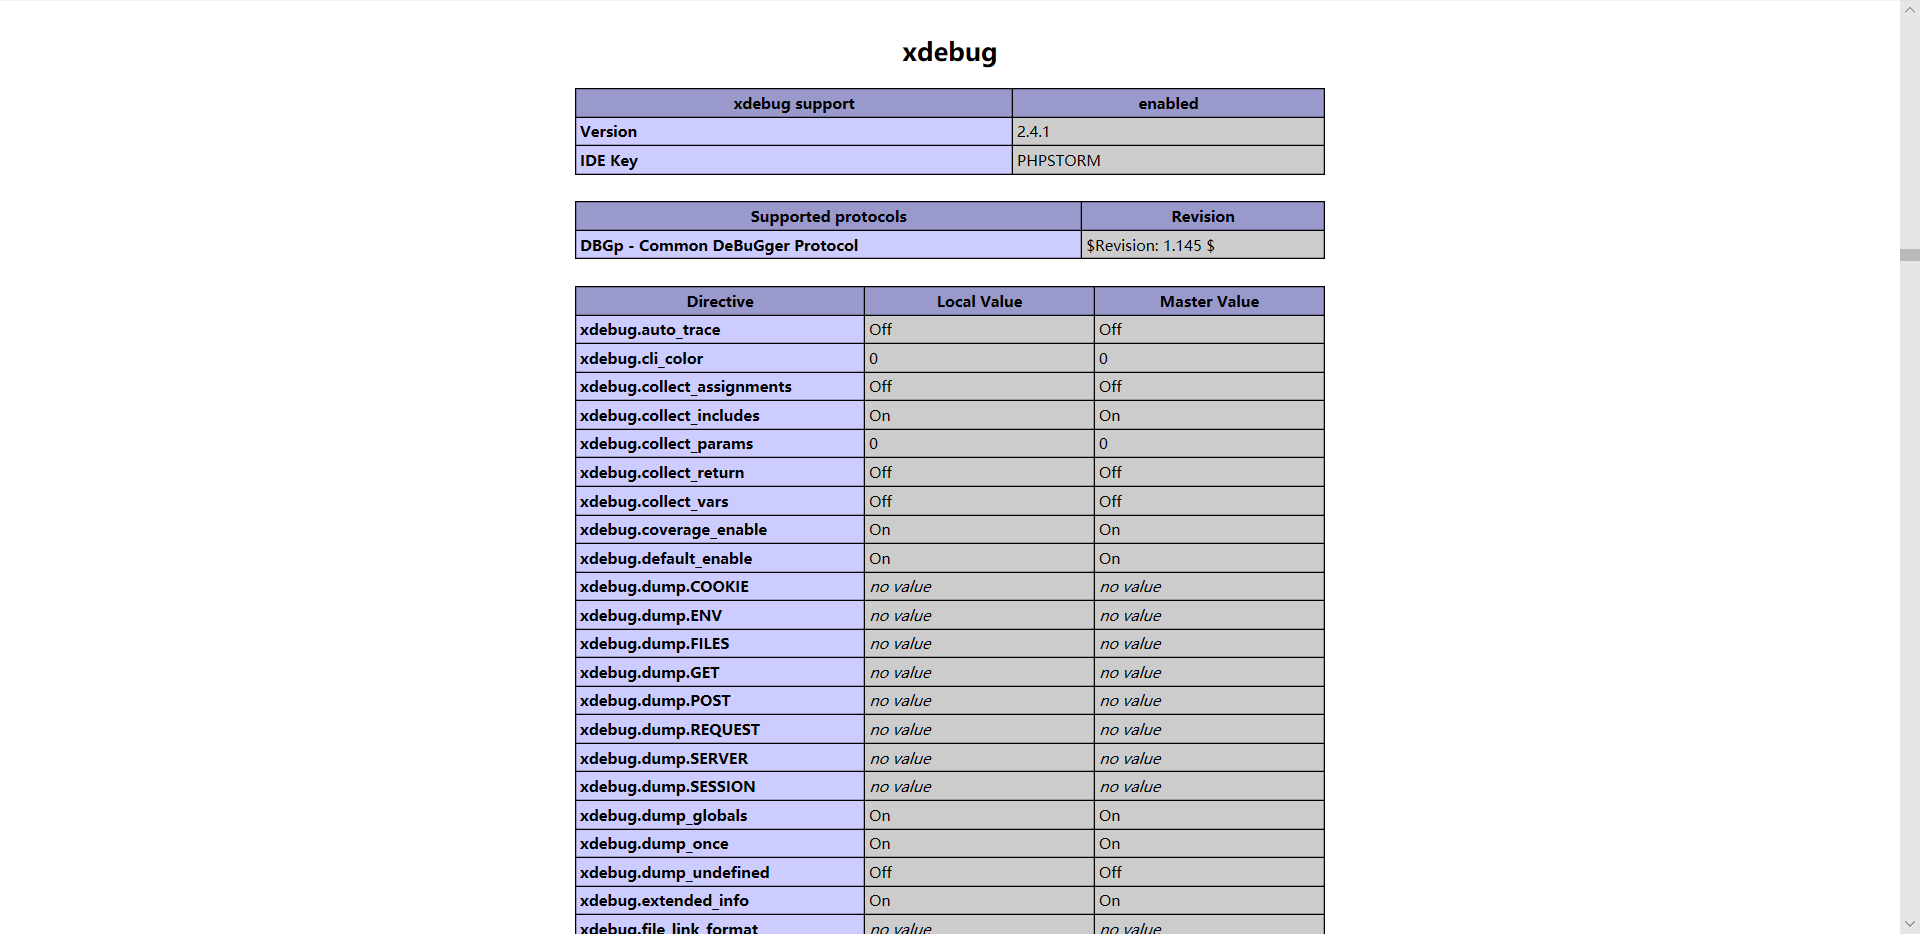 xdebug
xdebug support enabled
Version 2.4.1
IDE Key PHPSTORM
Supported protocols Revision
DBGp - Common DeBuGger Protocol $Revision: 1.145 $
Directive Local Value Master Value
xdebug.auto_trace Off Off
xdebug.cli_color 0 0
xdebug.collect_assignments Off Off
xdebug.collect_includes On On
xdebug.collect_params 0 0
xdebug.collect_return Off Off
xdebug.collect_vars Off Off
xdebug.coverage_enable On On
xdebug.default_enable On On
xdebug.dump.COOKIE no value no value
xdebug.dump.ENV no value no value
xdebug.dump.FILES no value no value
xdebug.dump.GET no value no value
xdebug.dump.POST no value no value
xdebug.dump.REQUEST no value no value
xdebug.dump.SERVER no value no value
xdebug.dump.SESSION no value no value
xdebug.dump_globals On On
xdebug.dump_once On On
xdebug.dump_undefined Off Off
xdebug.extended_info On On
xdebug.file_link_format no value no value